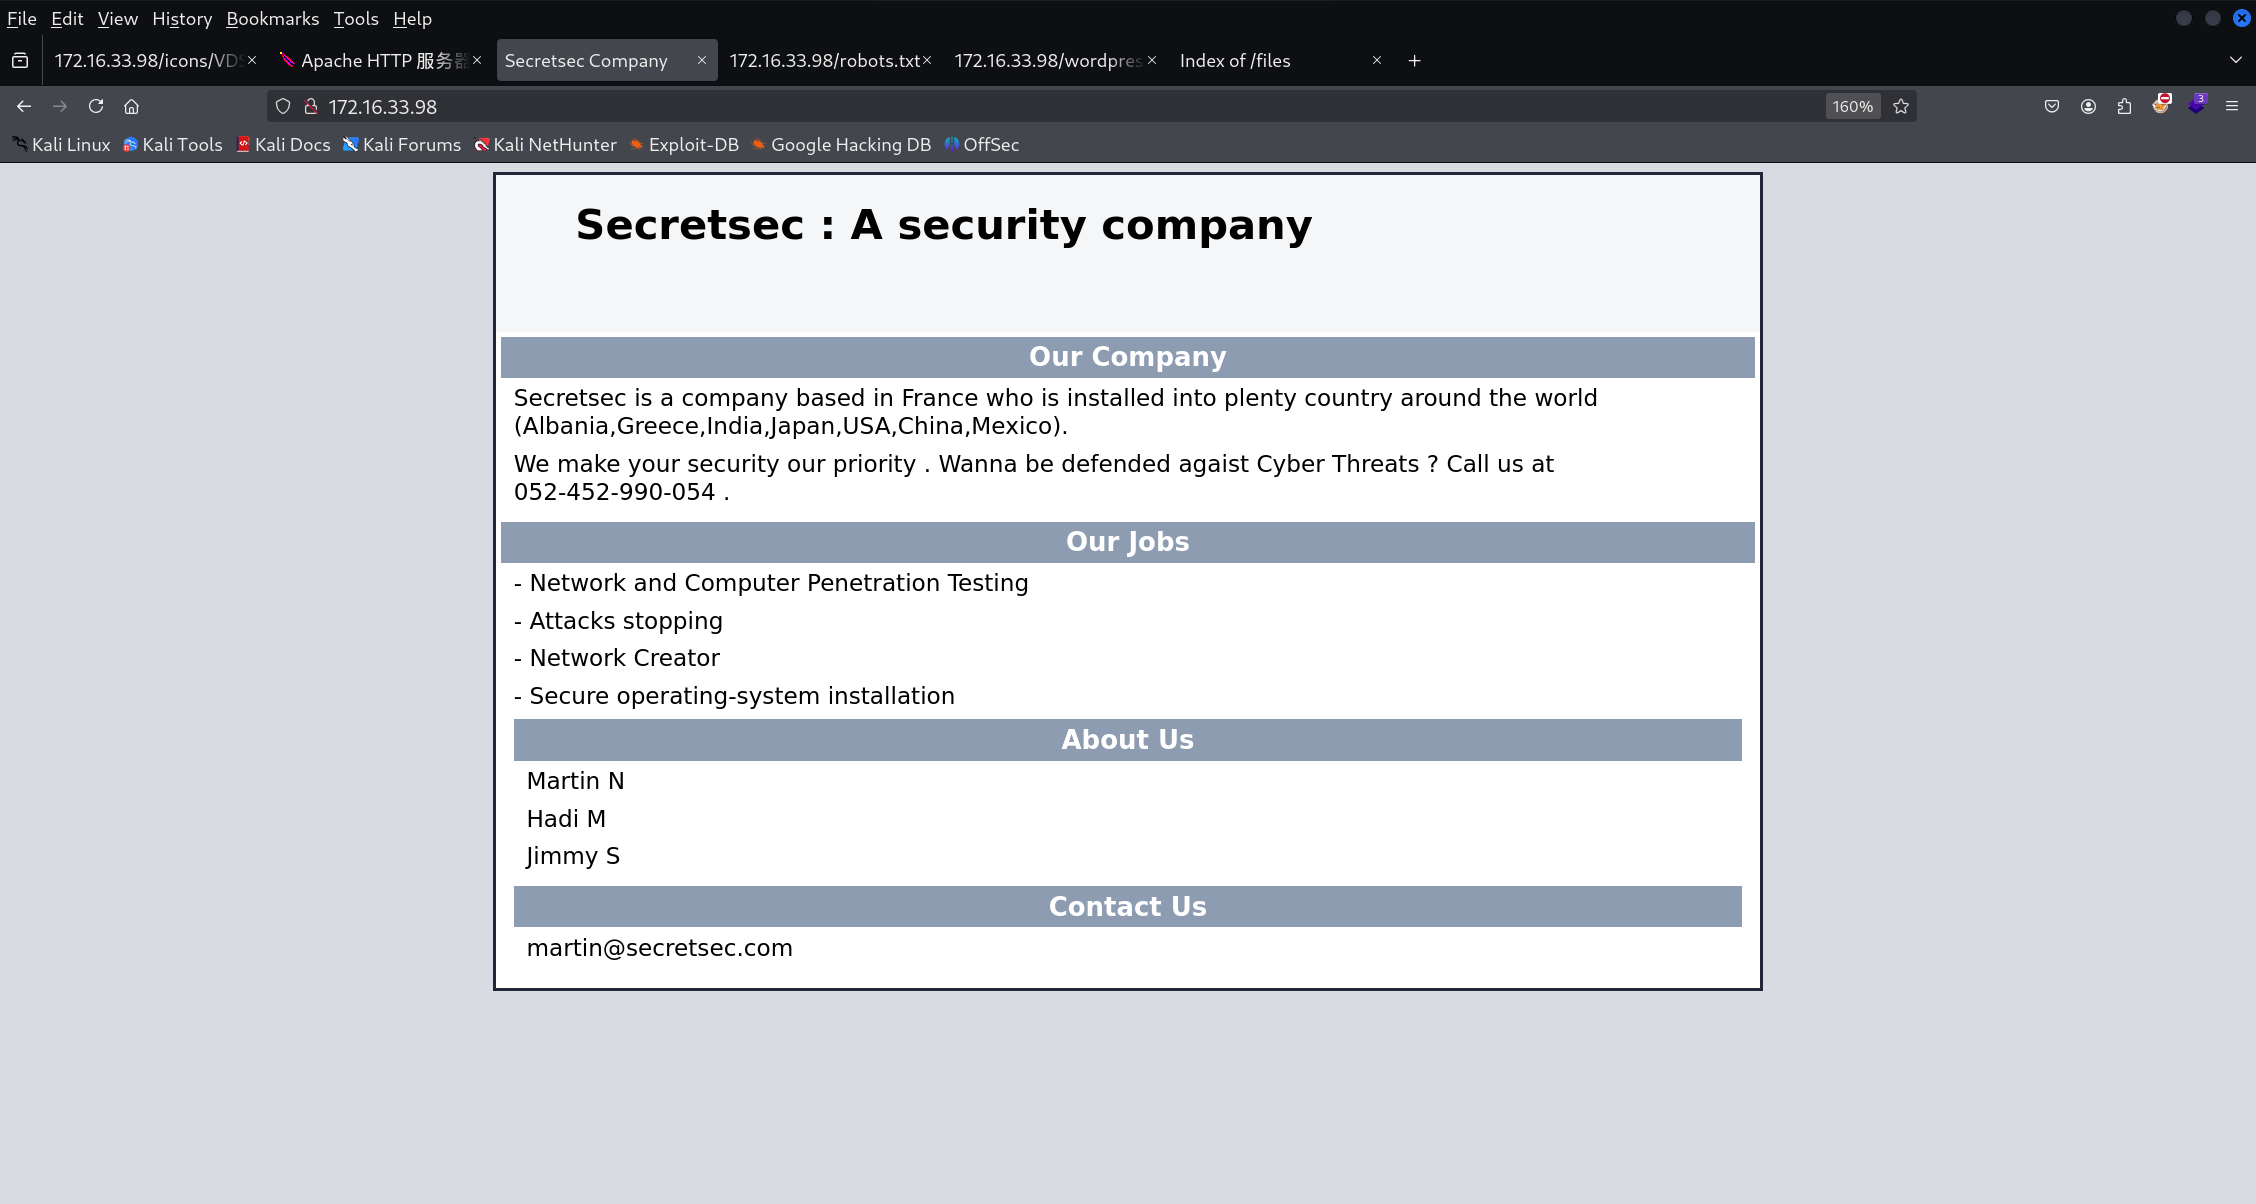 File Edit View History Bookmarks Tools Help
172.16.33.98/icons/VDS Apache HTTP 服务器 Secretsec Company 172.16.33.98/robots.txt 172.16.33.98/wordpres Index of /files
172.16.33.98 160%
Kali Linux Kali Tools Kali Docs Kali Forums Kali NetHunter Exploit-DB Google Hacking DB OffSec 3
Secretsec : A security company
Our Company
Secretsec is a company based in France who is installed into plenty country around the world
(Albania,Greece,India,Japan,USA,China,Mexico).
We make your security our priority . Wanna be defended agaist Cyber Threats ? Call us at
052-452-990-054 .
Our Jobs
- Network and Computer Penetration Testing
- Attacks stopping
- Network Creator
- Secure operating-system installation
About Us
Martin N
Hadi M
Jimmy S
Contact Us
martin@secretsec.com